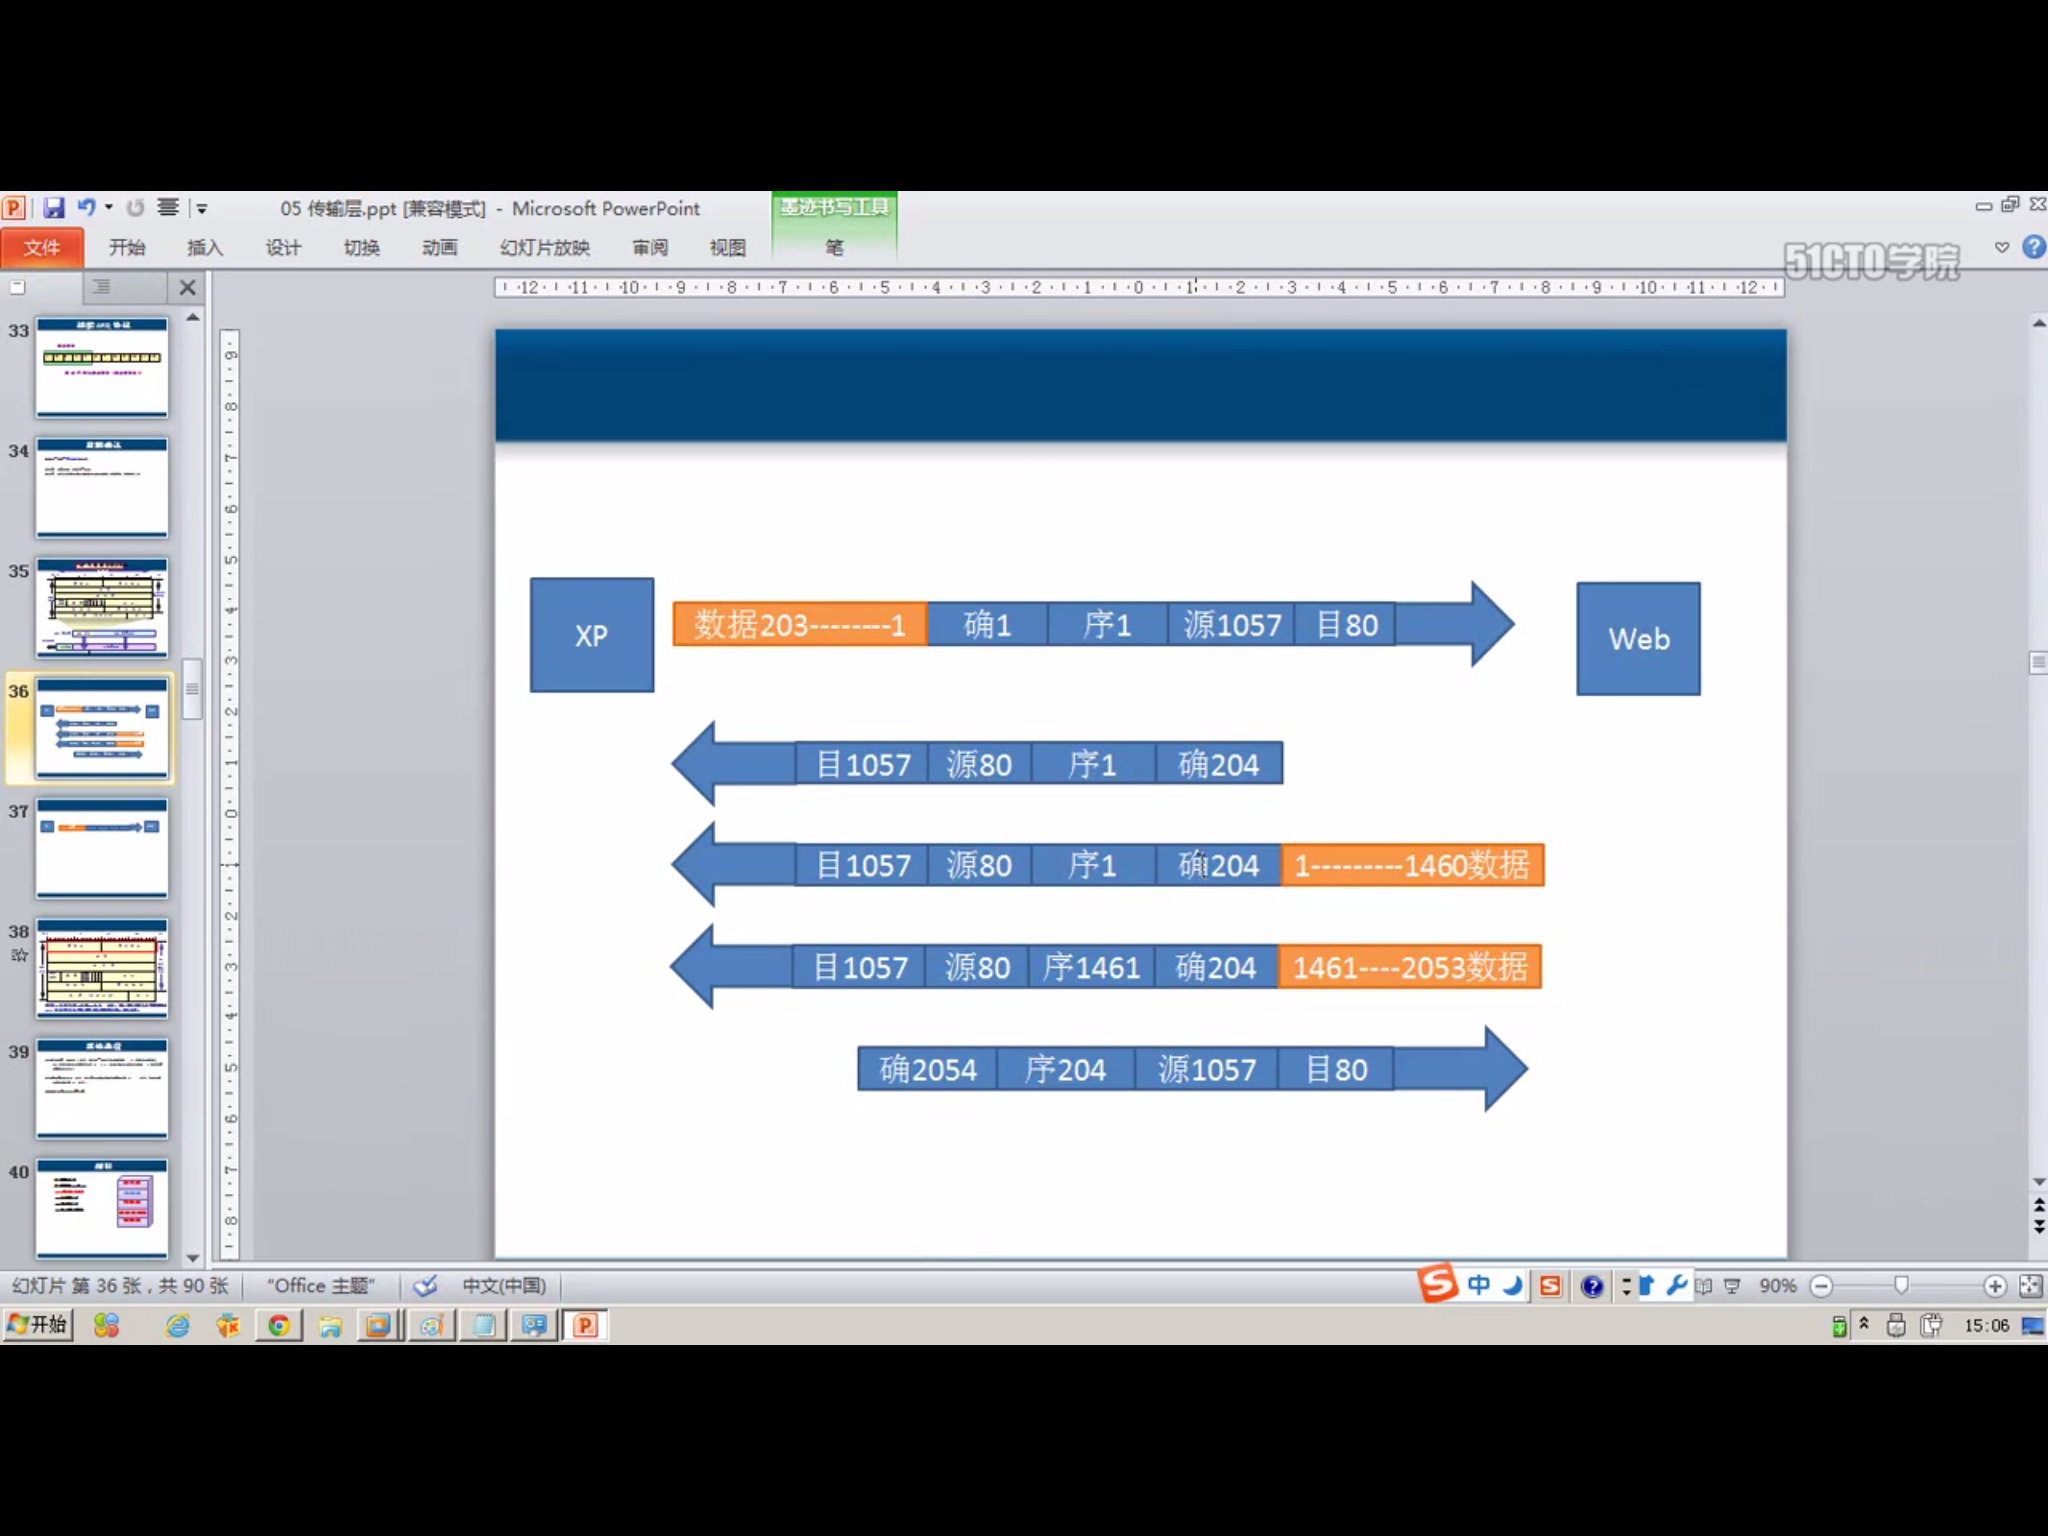 05 传输层.ppt [兼容模式] - Microsoft PowerPoint
墨迹书写工具
文件 开始 插入 设计 切换 动画 幻灯片放映 审阅 视图 笔
51CTO学院
33
34
35
36
37
38
39
40
XP
数据203--------1 确1 序1 源1057 目80
Web
目1057 源80 序1 确204
目1057 源80 序1 确204 1---------1460数据
目1057 源80 序1461 确204 1461----2053数据
确2054 序204 源1057 目80
幻灯片 第 36 张，共 90 张 “Office 主题” 中文(中国) 中 90%
开始 15:06